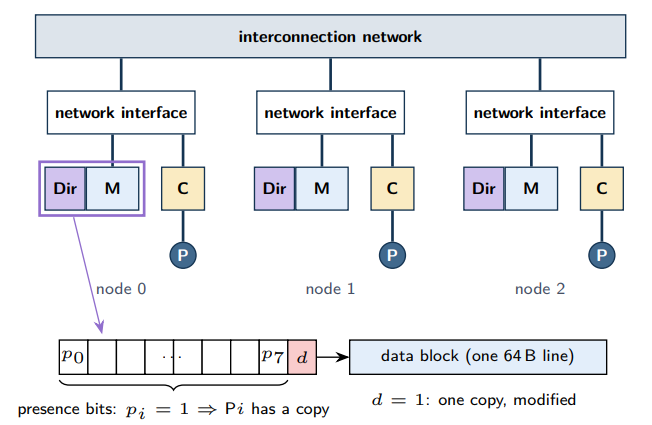 interconnection network
network interface network interface network interface
Dir M C Dir M C Dir M C
P P P
node 0 node 1 node 2
p0 ··· p7 d data block (one 64 B line)
presence bits: pi = 1 ⇒ Pi has a copy
d = 1: one copy, modified